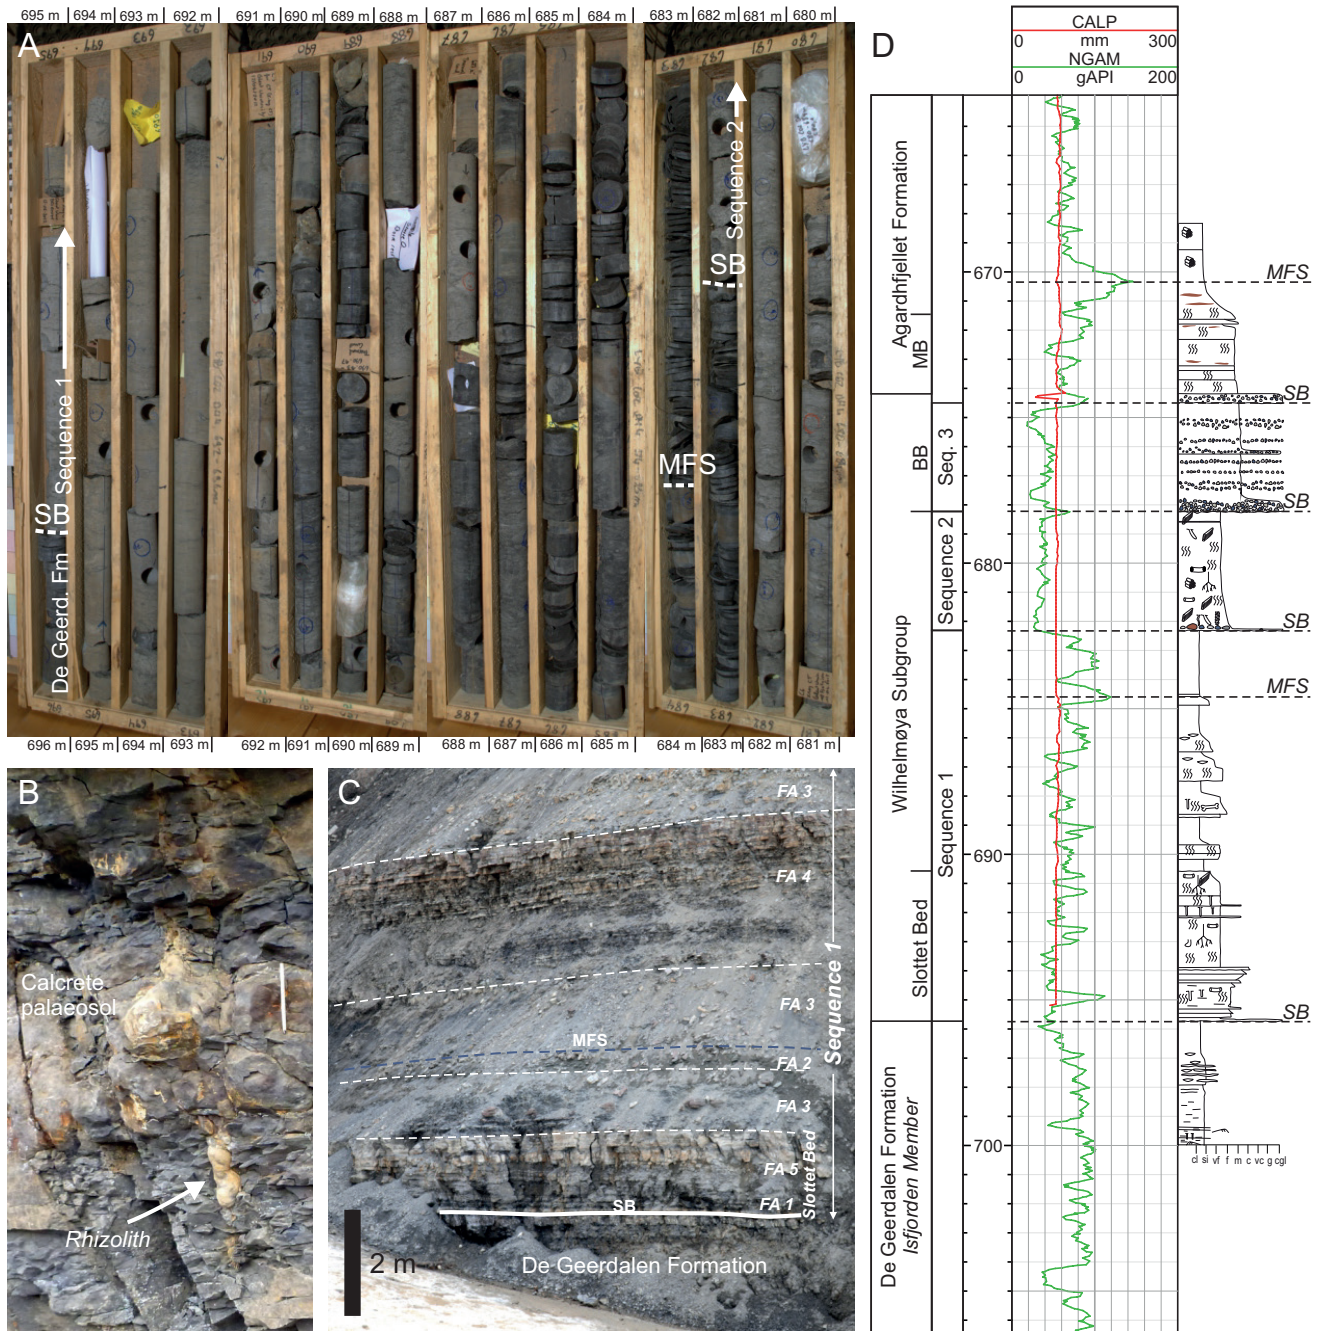 695 m 694 m 693 m 692 m 691 m 690 m 689 m 688 m 687 m 686 m 685 m 684 m 683 m 682 m 681 m 680 m
A
De Geerd. Fm
SB
Sequence 1
MFS
SB
Sequence 2
696 m 695 m 694 m 693 m 692 m 691 m 690 m 689 m 688 m 687 m 686 m 685 m 684 m 683 m 682 m 681 m
B
Calcrete
palaeosol
Rhizolith
C
FA 3
FA 4
FA 3
MFS
FA 2
FA 3
FA 5
FA 1
SB
Slottet Bed
Sequence 1
De Geerdalen Formation
2 m
D
CALP
0 mm 300
NGAM
0 gAPI 200
Agardhfjellet Formation
MB
BB
Seq. 3
Sequence 2
Wilhelmøya Subgroup
Sequence 1
Slottet Bed
De Geerdalen Formation
Isfjorden Member
670
680
690
700
MFS
SB
SB
SB
MFS
SB
cl si vf f m c vc g cgl